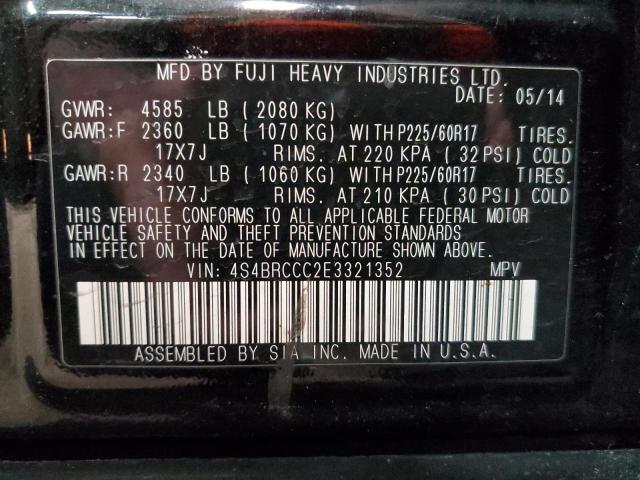 MFD BY FUJI HEAVY INDUSTRIES LTD.
DATE: 05/14
GVWR: 4585 LB ( 2080 KG)
GAWR:F 2360 LB ( 1070 KG) WITH P225/60R17 TIRES.
17X7J RIMS. AT 220 KPA ( 32 PSI) COLD
GAWR:R 2340 LB ( 1060 KG) WITH P225/60R17 TIRES.
17X7J RIMS. AT 210 KPA ( 30 PSI) COLD
THIS VEHICLE CONFORMS TO ALL APPLICABLE FEDERAL MOTOR
VEHICLE SAFETY AND THEFT PREVENTION STANDARDS
IN EFFECT ON THE DATE OF MANUFACTURE SHOWN ABOVE.
VIN: 4S4BRCCC2E3321352 MPV
ASSEMBLED BY SIA INC. MADE IN U.S.A.